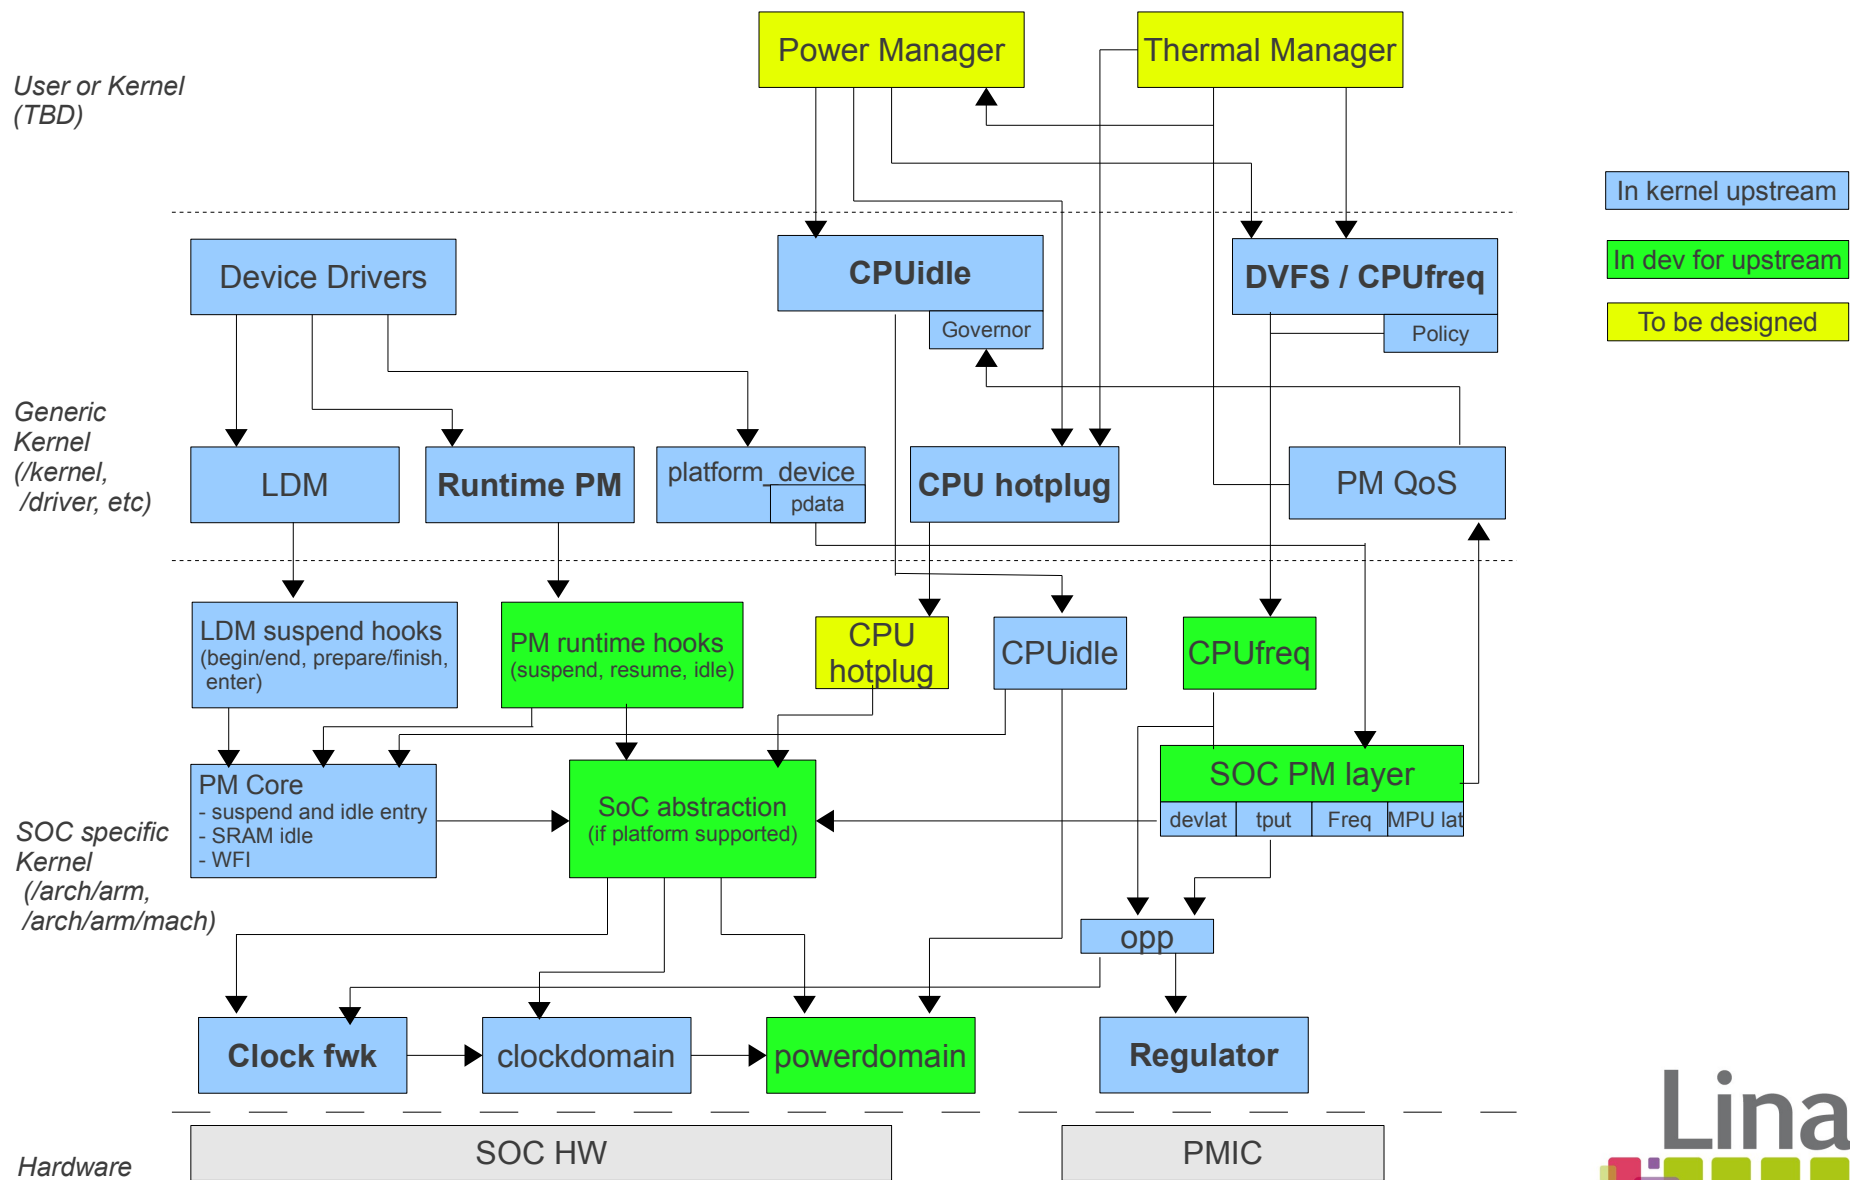 Power Manager
Thermal Manager
User or Kernel
(TBD)
In kernel upstream
In dev for upstream
To be designed
Device Drivers
CPUidle
Governor
DVFS / CPUfreq
Policy
Generic
Kernel
(/kernel,
/driver, etc)
LDM
Runtime PM
platform_device
pdata
CPU hotplug
PM QoS
LDM suspend hooks
(begin/end, prepare/finish,
enter)
PM runtime hooks
(suspend, resume, idle)
CPU
hotplug
CPUidle
CPUfreq
SOC specific
Kernel
(/arch/arm,
/arch/arm/mach)
PM Core
- suspend and idle entry
- SRAM idle
- WFI
SoC abstraction
(if platform supported)
SOC PM layer
devlat
tput
Freq
MPU lat
opp
Clock fwk
clockdomain
powerdomain
Regulator
Hardware
SOC HW
PMIC
Lina